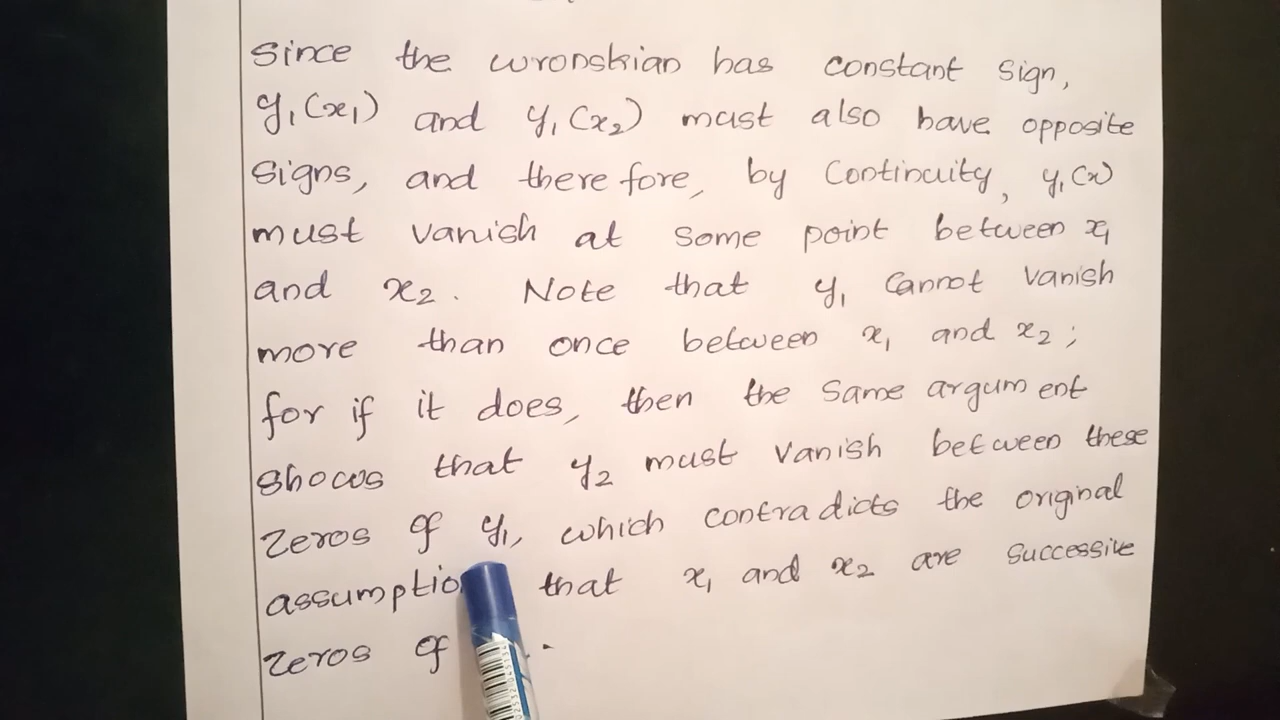 Since the wronskian has constant sign,
y₁(x₁) and y₁(x₂) must also have opposite
signs, and therefore, by continuity, y₁(x)
must vanish at some point between x₁
and x₂. Note that y₁ cannot vanish
more than once between x₁ and x₂;
for if it does, then the same argument
shows that y₂ must vanish between these
zeros of y₁, which contradicts the original
assumption that x₁ and x₂ are successive
zeros of .